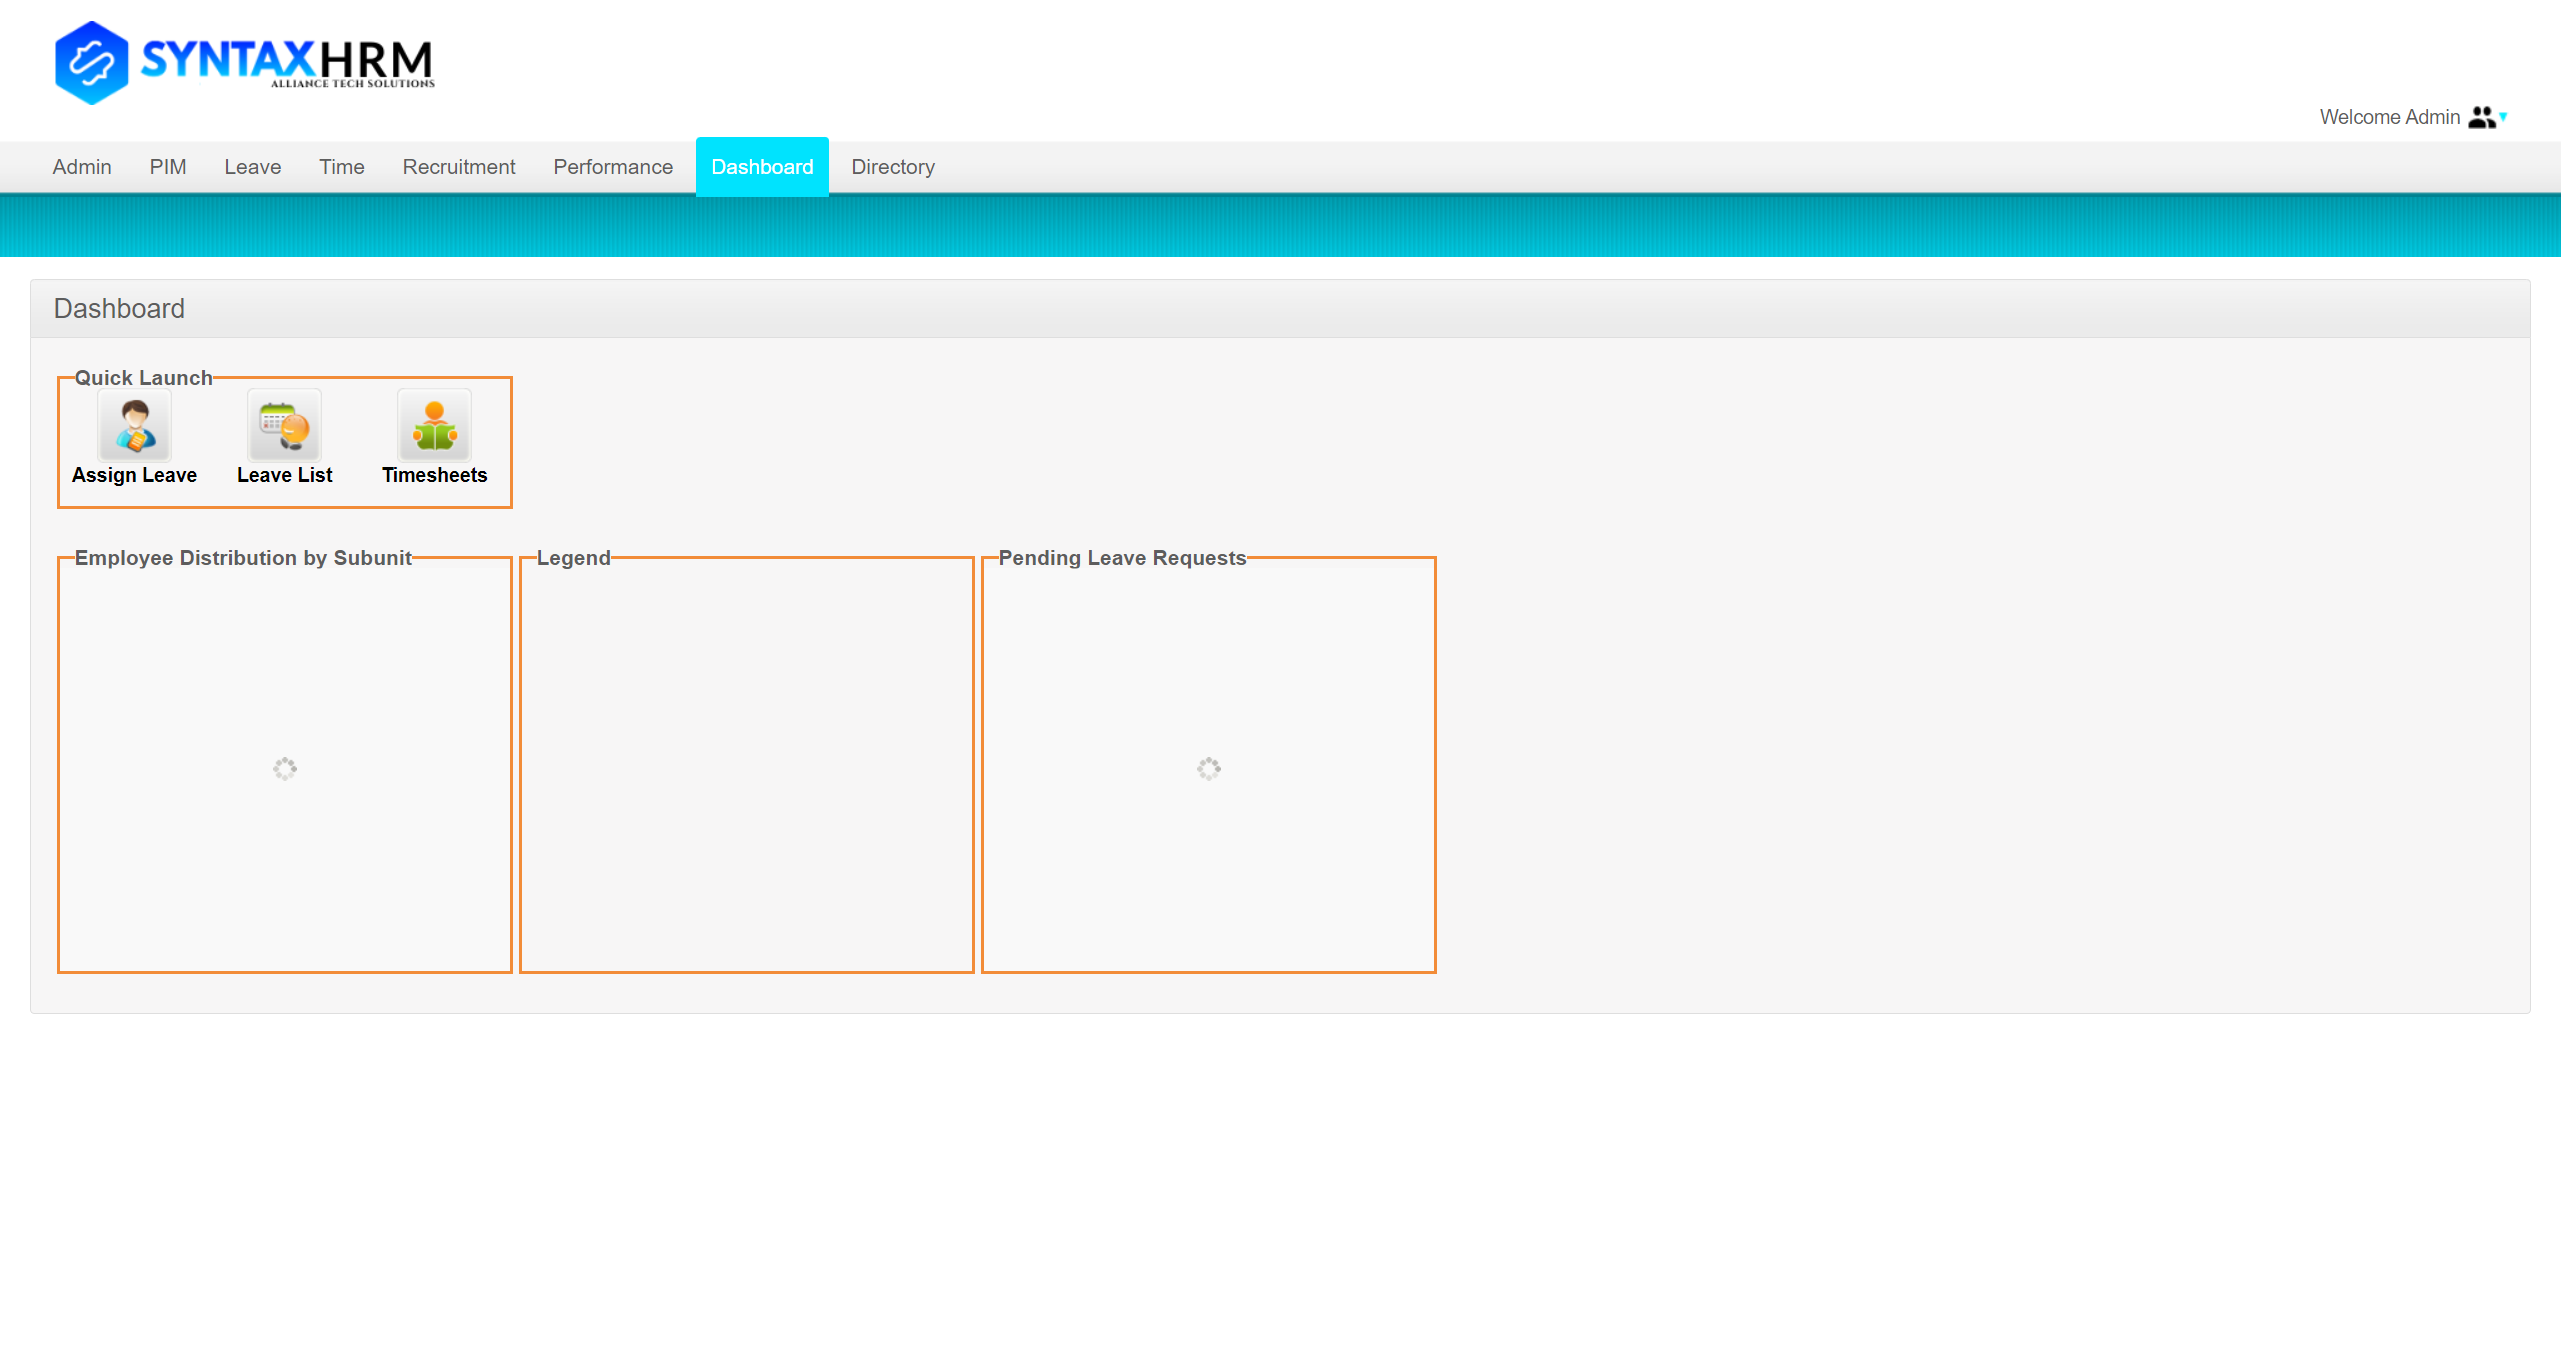 SYNTAXHRM
ALLIANCE TECH SOLUTIONS
Welcome Admin
Admin PIM Leave Time Recruitment Performance Dashboard Directory
Dashboard
Quick Launch
Assign Leave Leave List Timesheets
Employee Distribution by Subunit Legend Pending Leave Requests